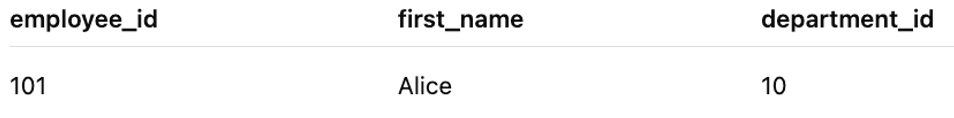 employee_id first_name department_id
101 Alice 10